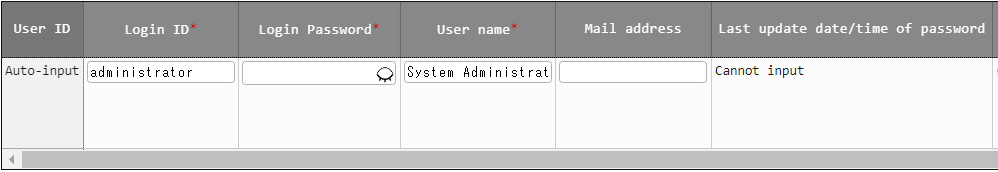 User ID Login ID* Login Password* User name* Mail address Last update date/time of password
Auto-input administrator System Administrat Cannot input